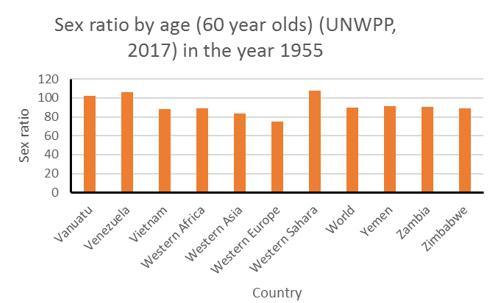 Sex ratio by age (60 year olds) (UNWPP,
2017) in the year 1955
120
100
80
60
40
20
0
Sex ratio
Vanuatu
Venezuela
Vietnam
Western Africa
Western Asia
Western Europe
Western Sahara
World
Yemen
Zambia
Zimbabwe
Country